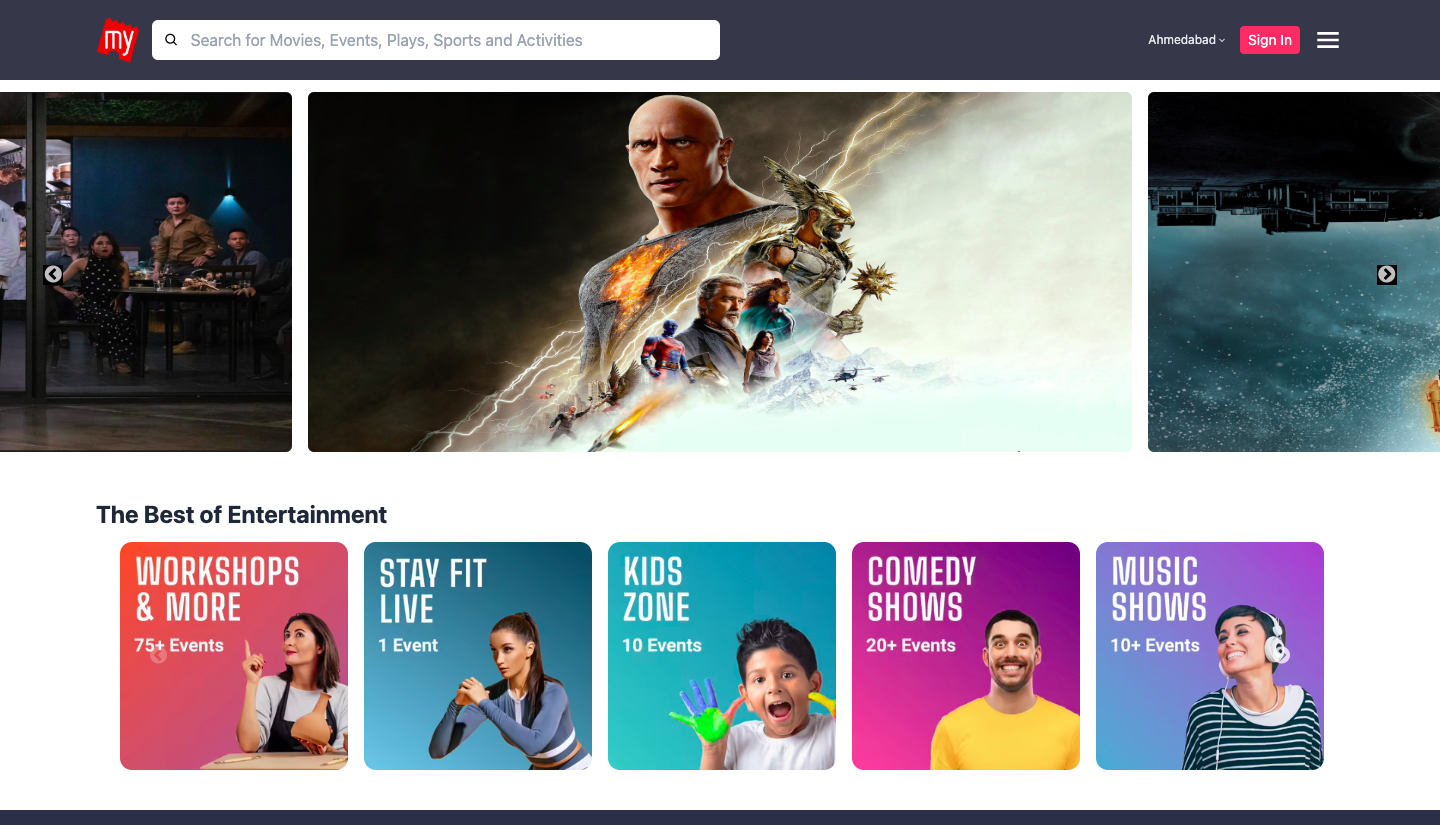 my
Search for Movies, Events, Plays, Sports and Activities
Ahmedabad
Sign In
The Best of Entertainment
WORKSHOPS
& MORE
75+ Events
STAY FIT
LIVE
1 Event
KIDS
ZONE
10 Events
COMEDY
SHOWS
20+ Events
MUSIC
SHOWS
10+ Events